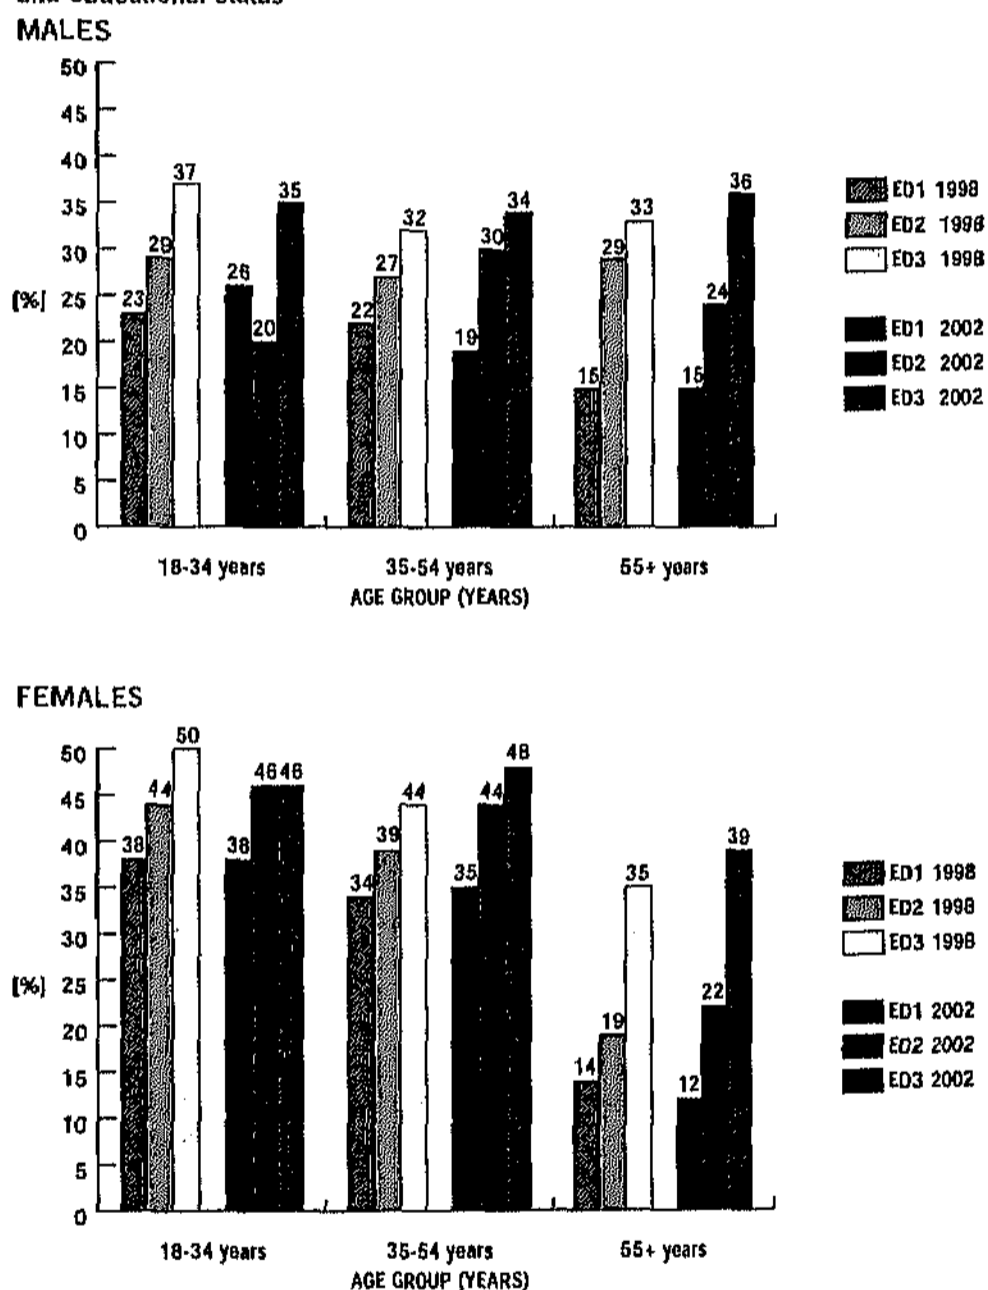 and educational status
MALES
50
45
40
35
30
[%] 25
20
15
10
5
0
23 29 37 26 20 35
22 27 32 19 30 34
15 29 33 15 24 36
18-34 years 35-54 years 55+ years
AGE GROUP (YEARS)
ED1 1998
ED2 1998
ED3 1998
ED1 2002
ED2 2002
ED3 2002
FEMALES
50
45
40
35
30
[%] 25
20
15
10
5
0
38 44 50 38 46 46
34 39 44 35 44 48
14 19 35 12 22 39
18-34 years 35-54 years 55+ years
AGE GROUP (YEARS)
ED1 1998
ED2 1998
ED3 1998
ED1 2002
ED2 2002
ED3 2002